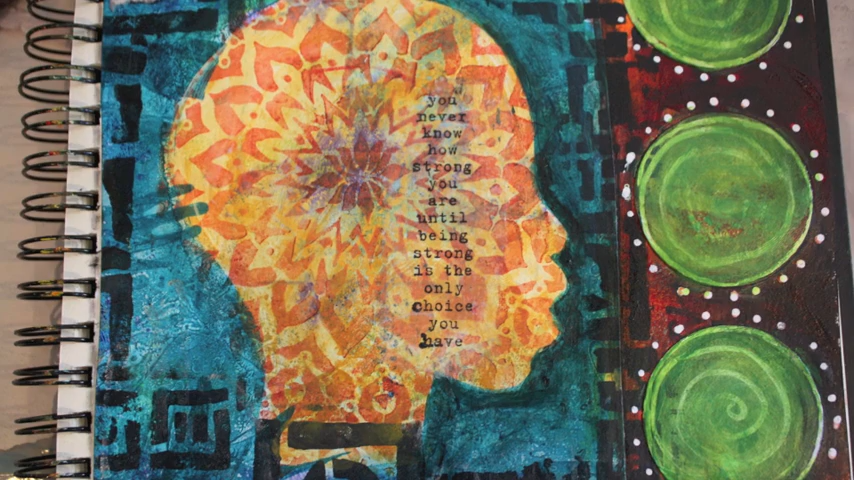 you
never
know
how
strong
you
are
until
being
strong
is the
only
choice
you
have